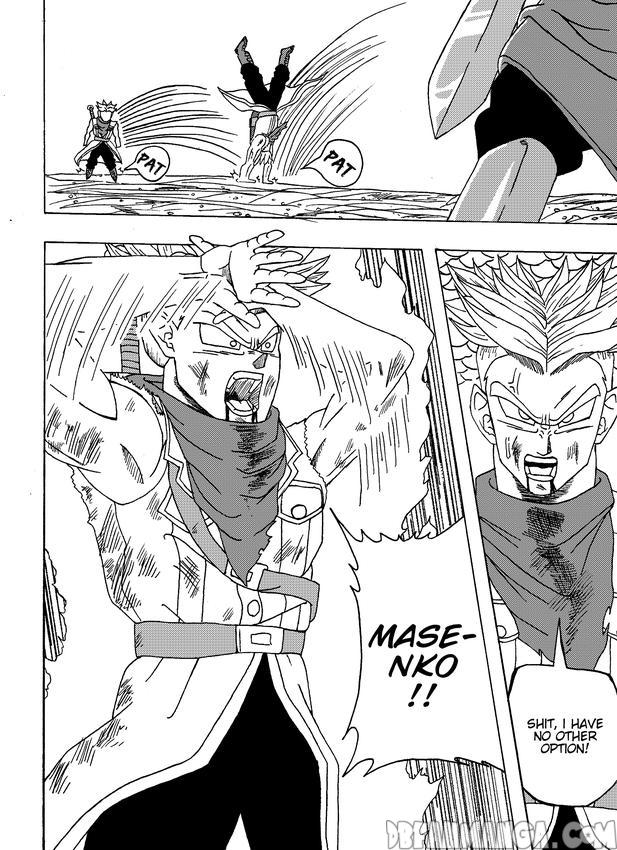 PAT
PAT
SHIT, I HAVE
NO OTHER
OPTION!
MASE-
NKO
!!
DBFANMANGA.COM